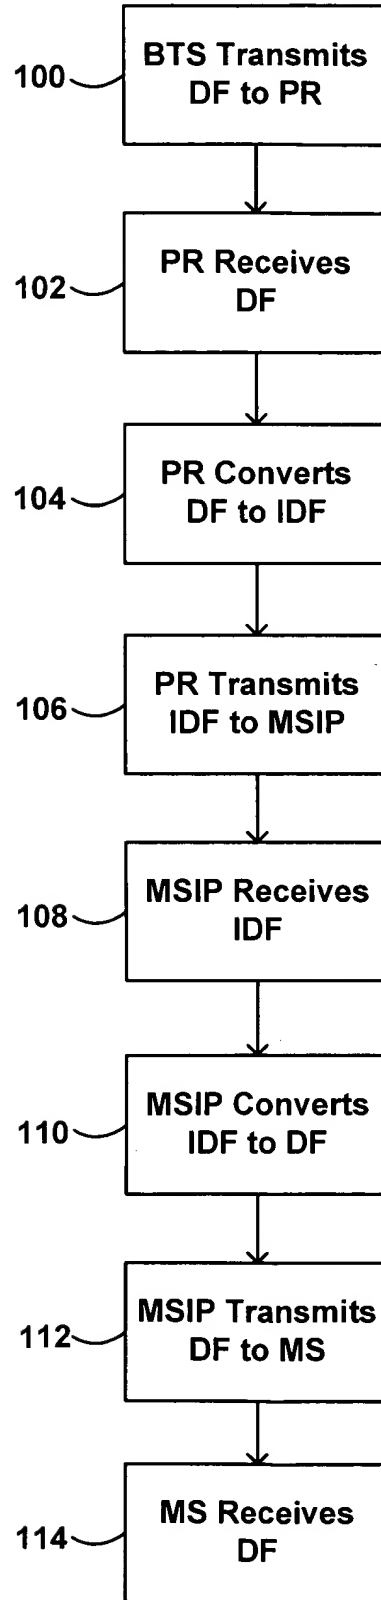 100
BTS Transmits
DF to PR
102
PR Receives
DF
104
PR Converts
DF to IDF
106
PR Transmits
IDF to MSIP
108
MSIP Receives
IDF
110
MSIP Converts
IDF to DF
112
MSIP Transmits
DF to MS
114
MS Receives
DF